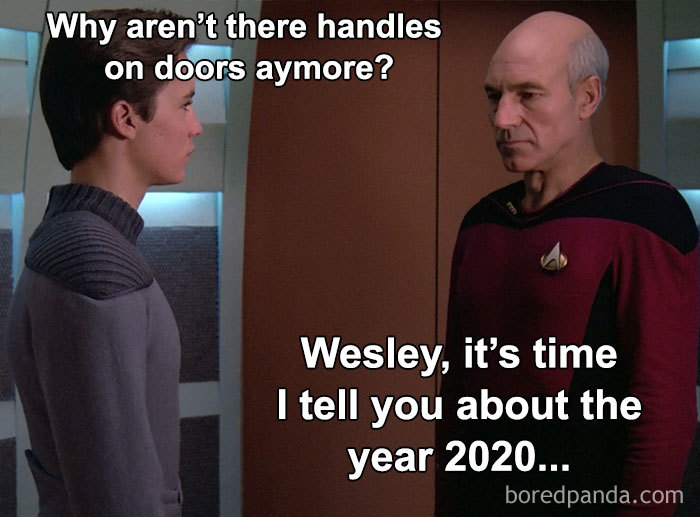 Why aren’t there handles
on doors aymore?
Wesley, it’s time
I tell you about the
year 2020...
boredpanda.com